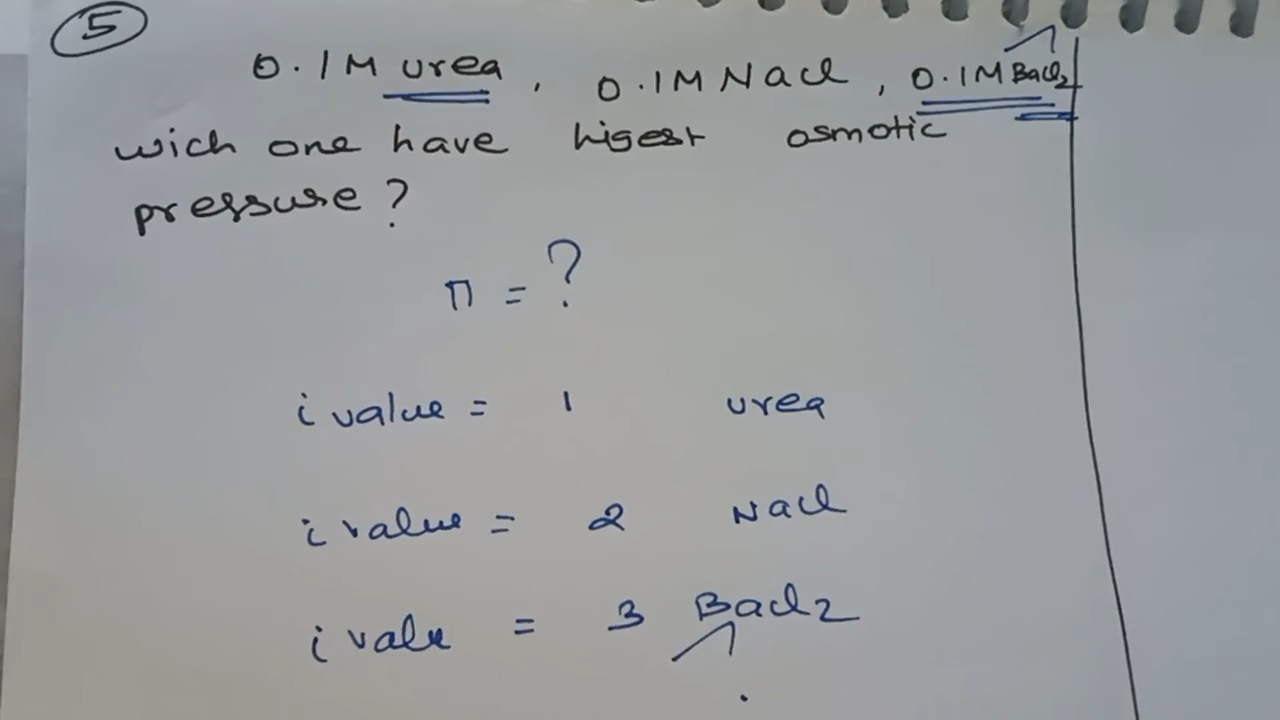 5
0.1M urea, 0.1M NaCl, 0.1M BaCl2
wich one have higest osmotic
pressure?
π = ?
i value = 1 urea
i value = 2 NaCl
i valu = 3 BaCl2